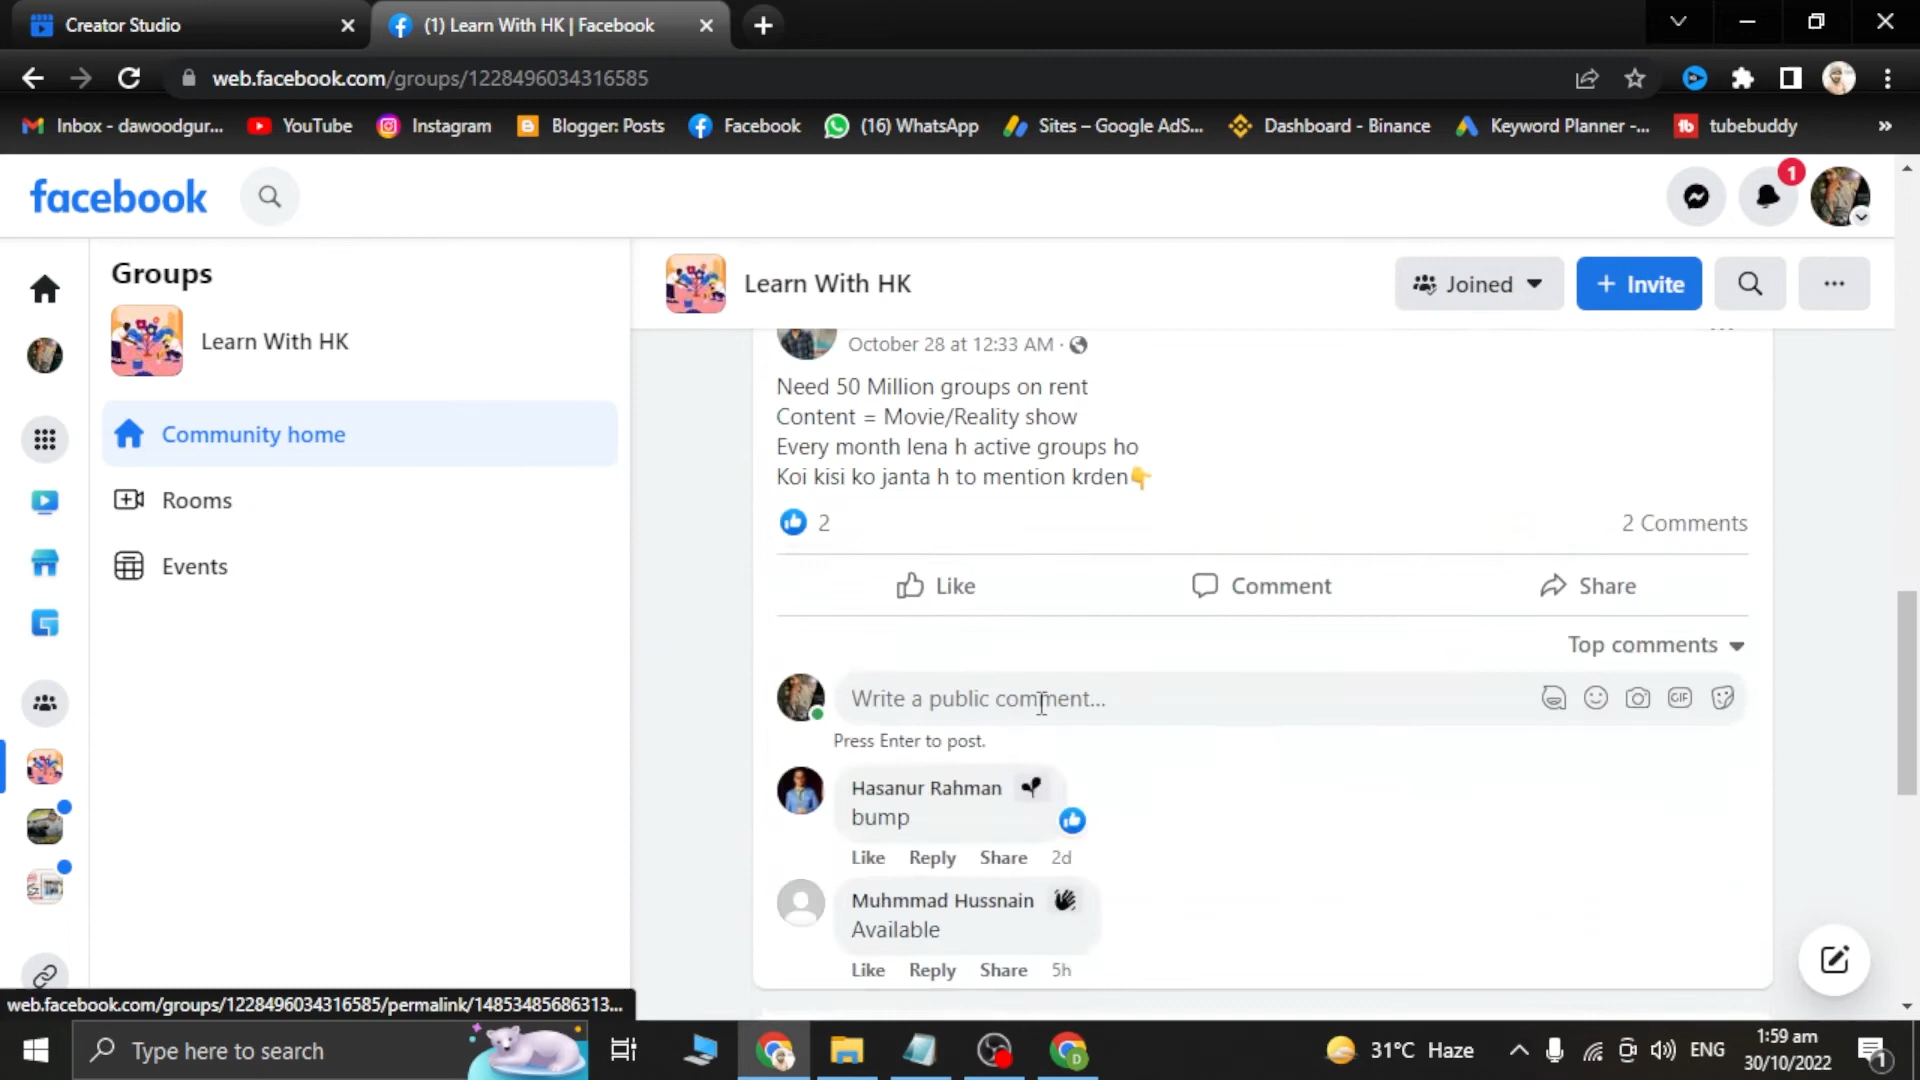 Creator Studio
(1) Learn With HK | Facebook
web.facebook.com/groups/1228496034316585
Inbox - dawoodgur...
YouTube
Instagram
Blogger: Posts
Facebook
(16) WhatsApp
Sites – Google AdS...
Dashboard - Binance
Keyword Planner -...
tb
tubebuddy
»
facebook
1
Groups
Learn With HK
Community home
Rooms
Events
Learn With HK
Joined
+ Invite
October 28 at 12:33 AM ·
Need 50 Million groups on rent
Content = Movie/Reality show
Every month lena h active groups ho
Koi kisi ko janta h to mention krden👇
2
2 Comments
Like
Comment
Share
Top comments
Write a public comment...
GIF
Press Enter to post.
Hasanur Rahman
bump
Like Reply Share 2d
Muhmmad Hussnain
Available
Like Reply Share 5h
web.facebook.com/groups/1228496034316585/permalink/14853485686313...
Type here to search
D
31°C Haze
ENG
1:59 am
30/10/2022
1